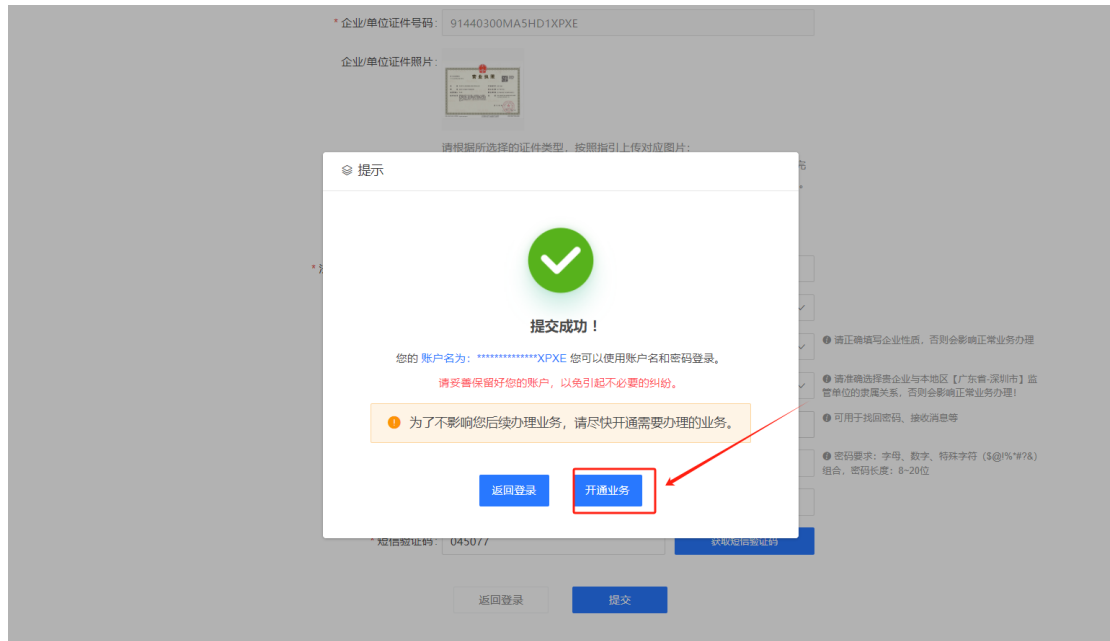 * 企业/单位证件号码:
91440300MA5HD1XPXE
企业/单位证件照片:
营业执照
请根据所选择的证件类型，按照指引上传对应图片：
提示
提交成功！
您的 账户名为：**************XPXE 您可以使用账户名和密码登录。
请妥善保留好您的账户，以免引起不必要的纠纷。
为了不影响您后续办理业务，请尽快开通需要办理的业务。
返回登录
开通业务
请正确填写企业性质，否则会影响正常业务办理
请准确选择贵企业与本地区【广东省-深圳市】监
管单位的隶属关系，否则会影响正常业务办理！
可用于找回密码、接收消息等
密码要求：字母、数字、特殊字符（$@!%*#?&）
组合，密码长度：8~20位
* 短信验证码:
045077
获取短信验证码
返回登录
提交